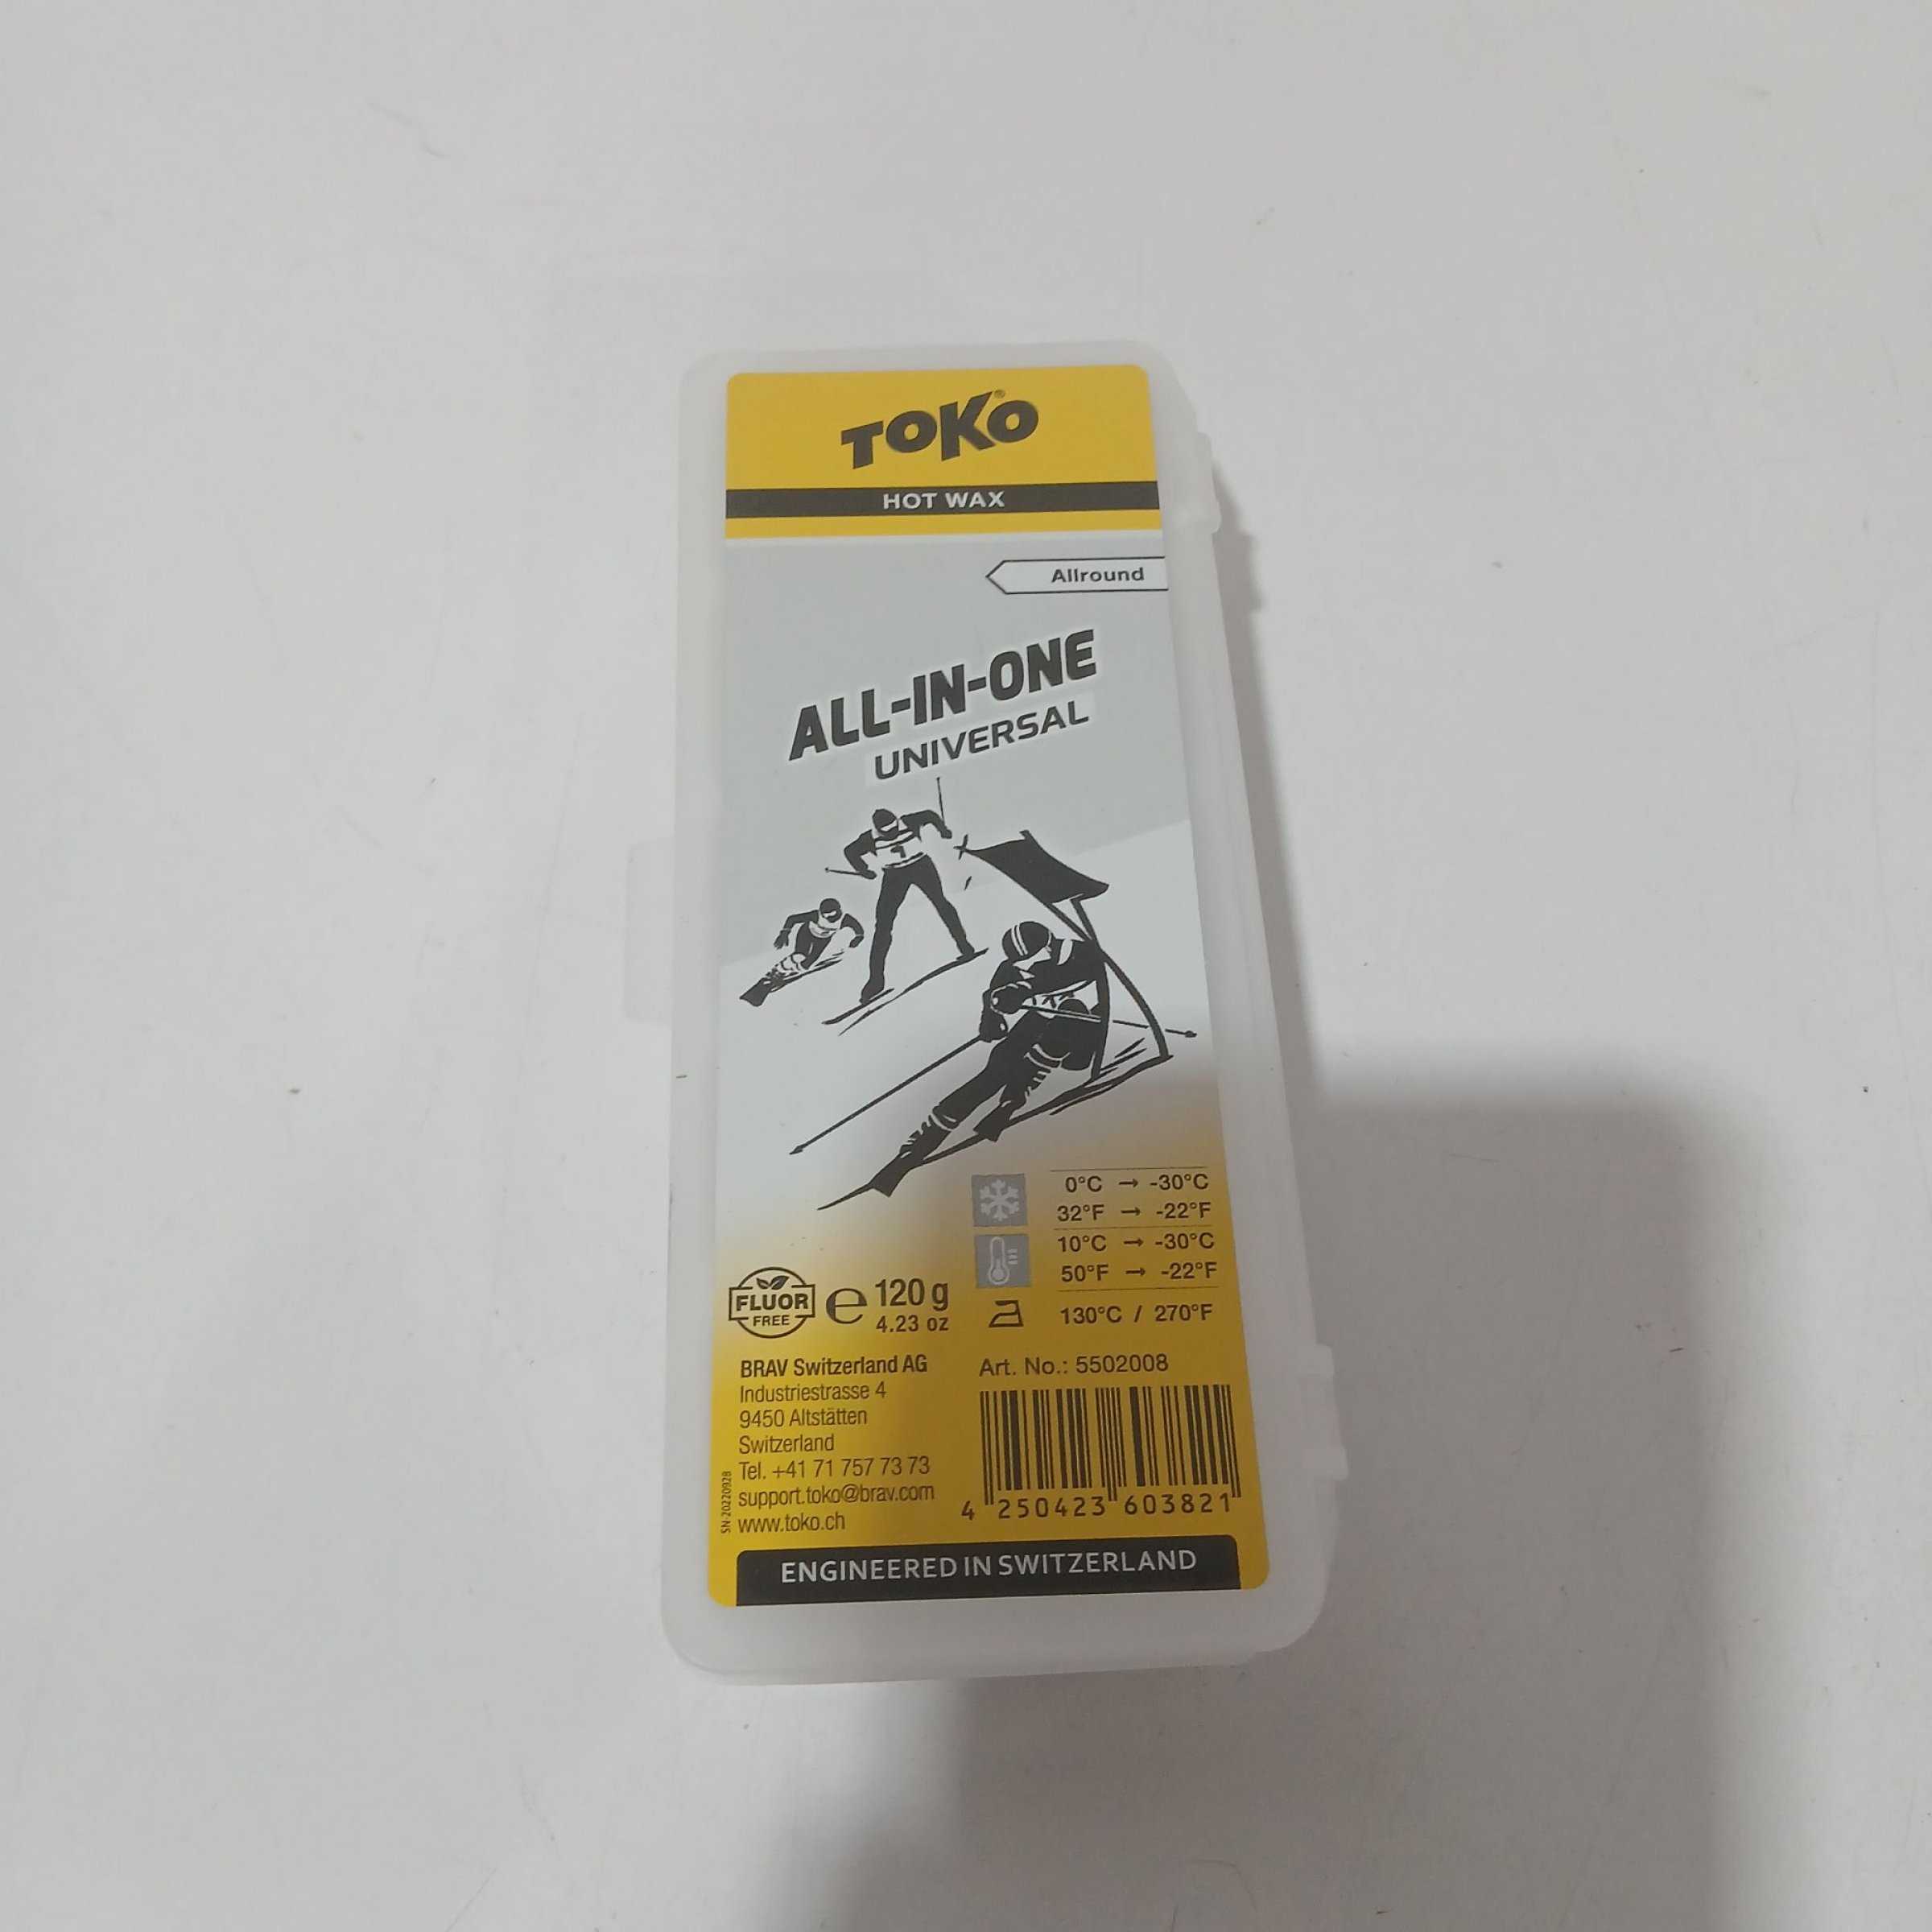 TOKO®
HOT WAX
Allround
ALL-IN-ONE
UNIVERSAL
1
0°C → -30°C
32°F → -22°F
10°C → -30°C
50°F → -22°F
130°C / 270°F
FLUOR
FREE
e 120 g
4.23 oz
BRAV Switzerland AG
Industriestrasse 4
9450 Altstätten
Switzerland
Tel. +41 71 757 73 73
support.toko@brav.com
www.toko.ch
SN 20220928
Art. No.: 5502008
4 250423 603821
ENGINEERED IN SWITZERLAND